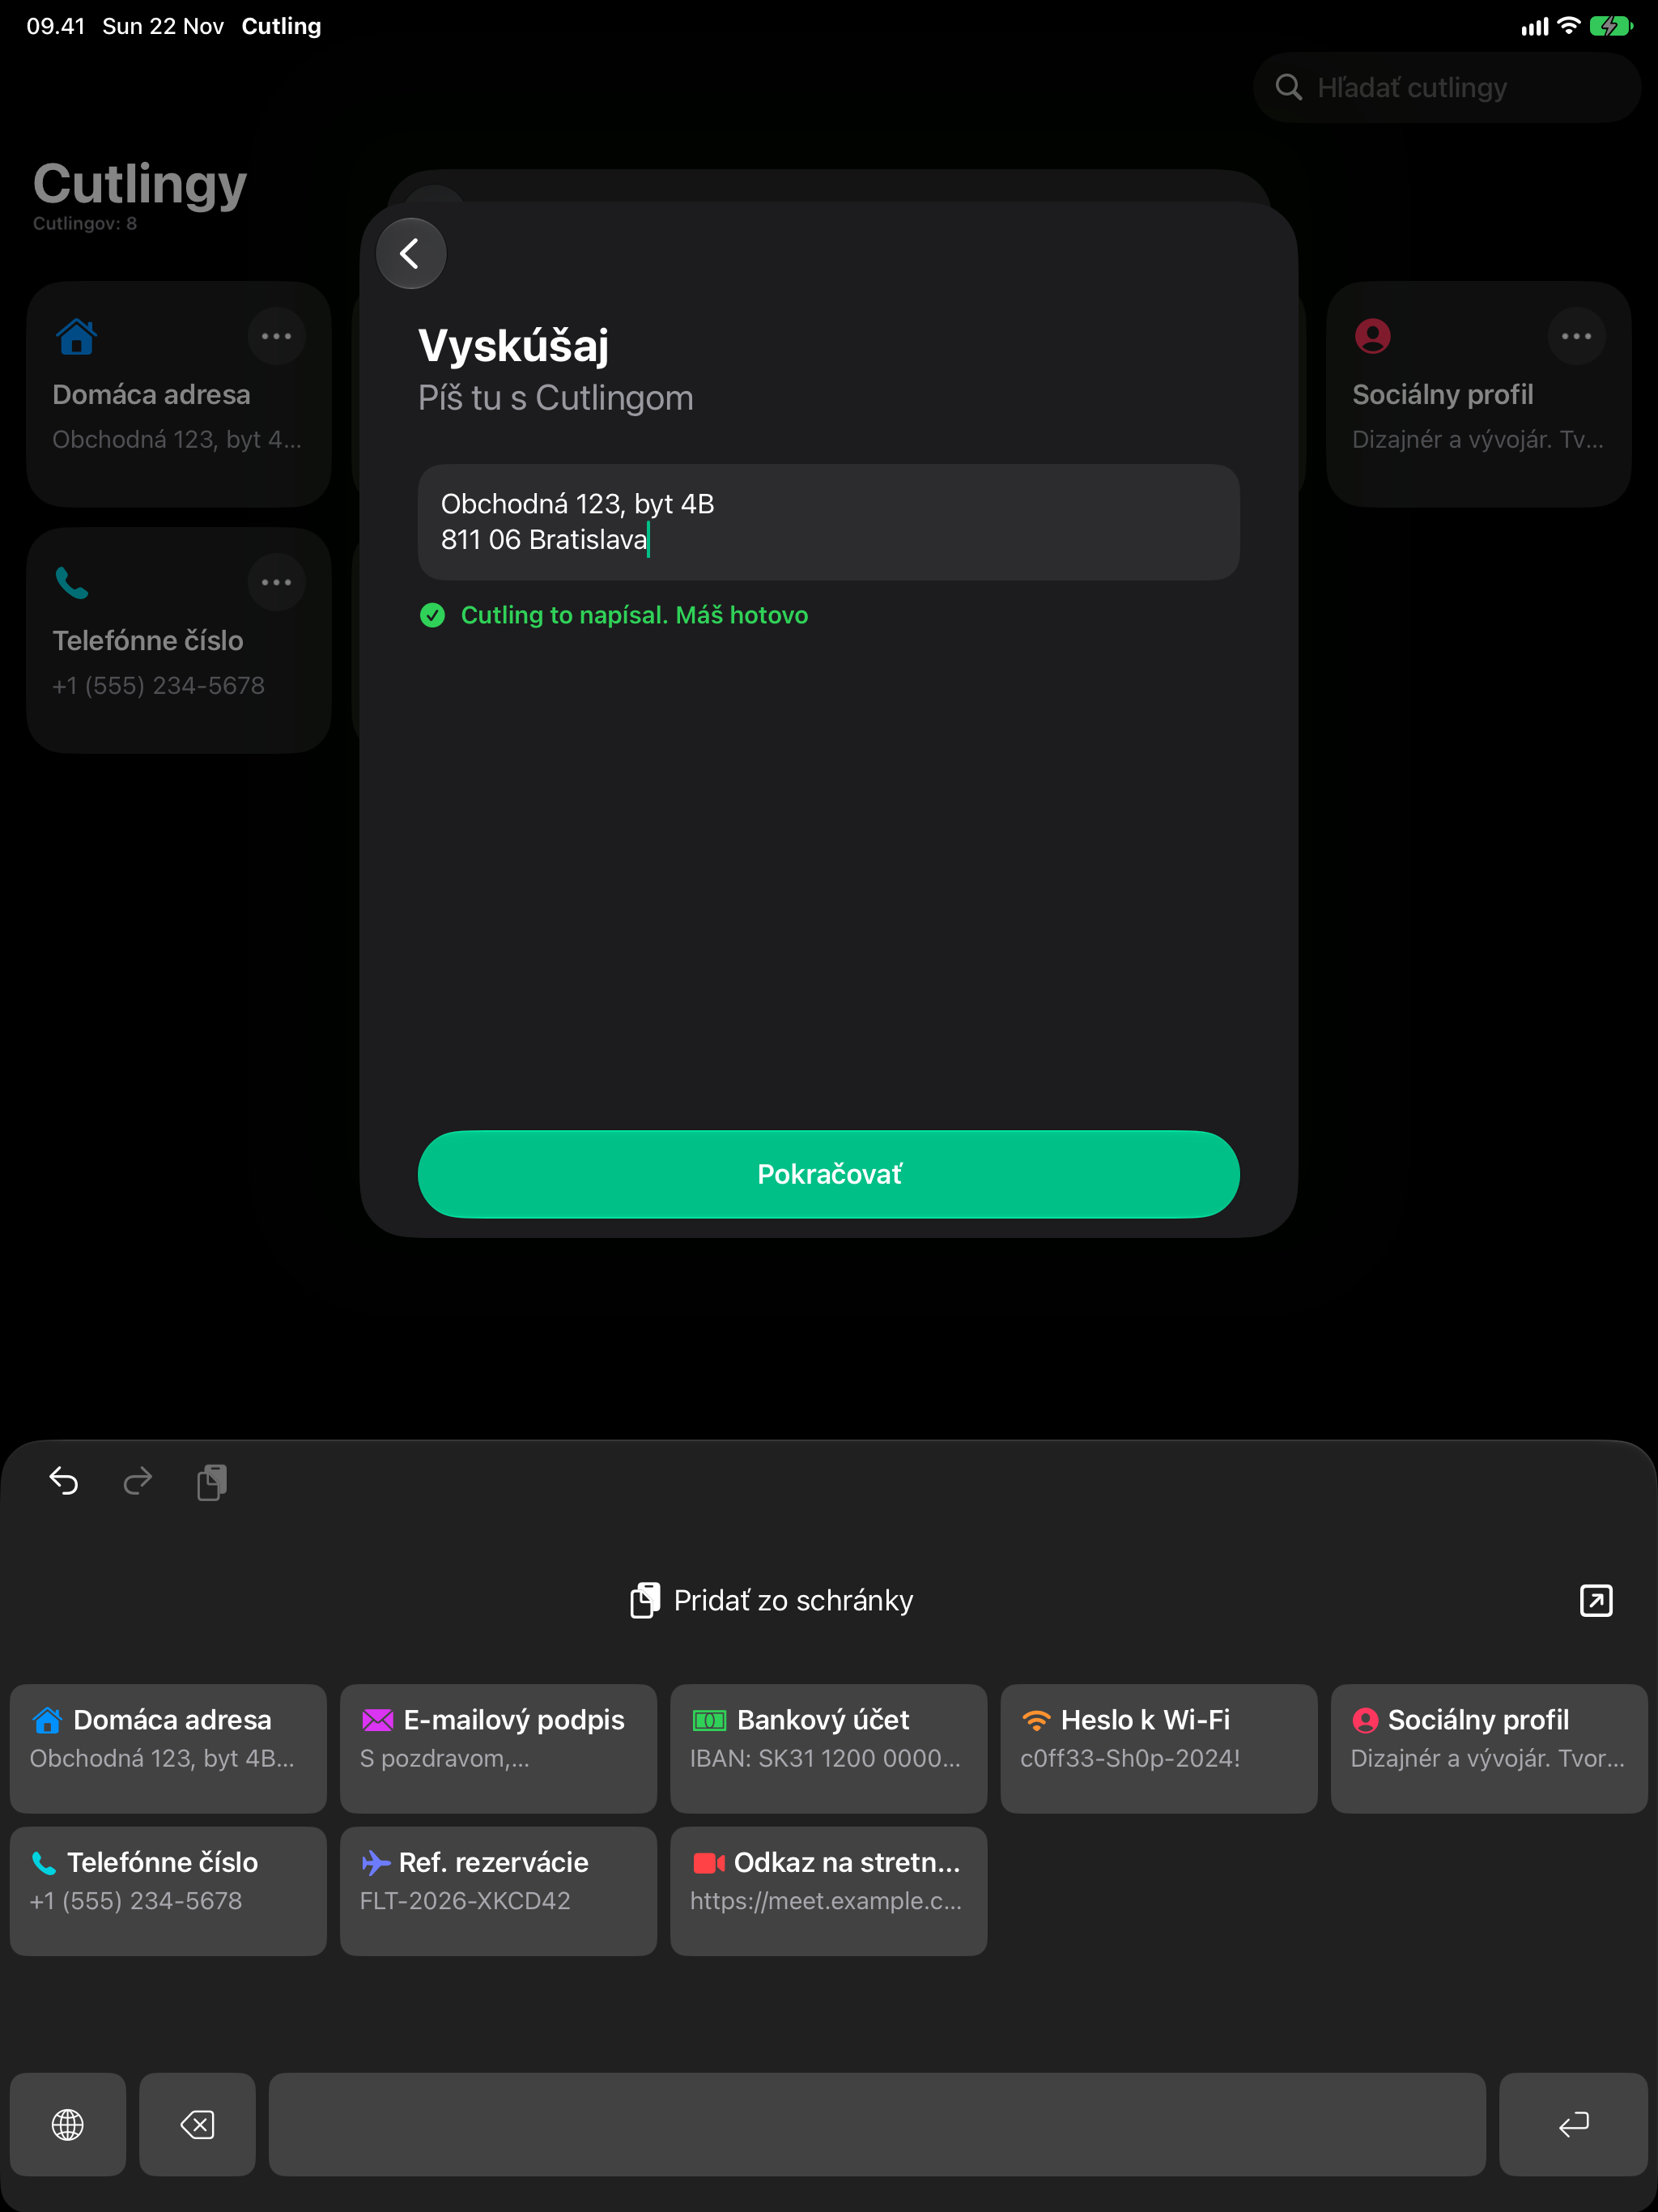 09.41 Sun 22 Nov Cutling
Hľadať cutlingy
Cutlingy
Cutlingov: 8
Domáca adresa
Obchodná 123, byt 4...
Sociálny profil
Dizajnér a vývojár. Tv...
Telefónne číslo
+1 (555) 234-5678
Vyskúšaj
Píš tu s Cutlingom
Obchodná 123, byt 4B
811 06 Bratislava
Cutling to napísal. Máš hotovo
Pokračovať
Pridať zo schránky
Domáca adresa
Obchodná 123, byt 4B...
E-mailový podpis
S pozdravom,...
Bankový účet
IBAN: SK31 1200 0000...
Heslo k Wi-Fi
c0ff33-Sh0p-2024!
Sociálny profil
Dizajnér a vývojár. Tvor...
Telefónne číslo
+1 (555) 234-5678
Ref. rezervácie
FLT-2026-XKCD42
Odkaz na stretn...
https://meet.example.c...